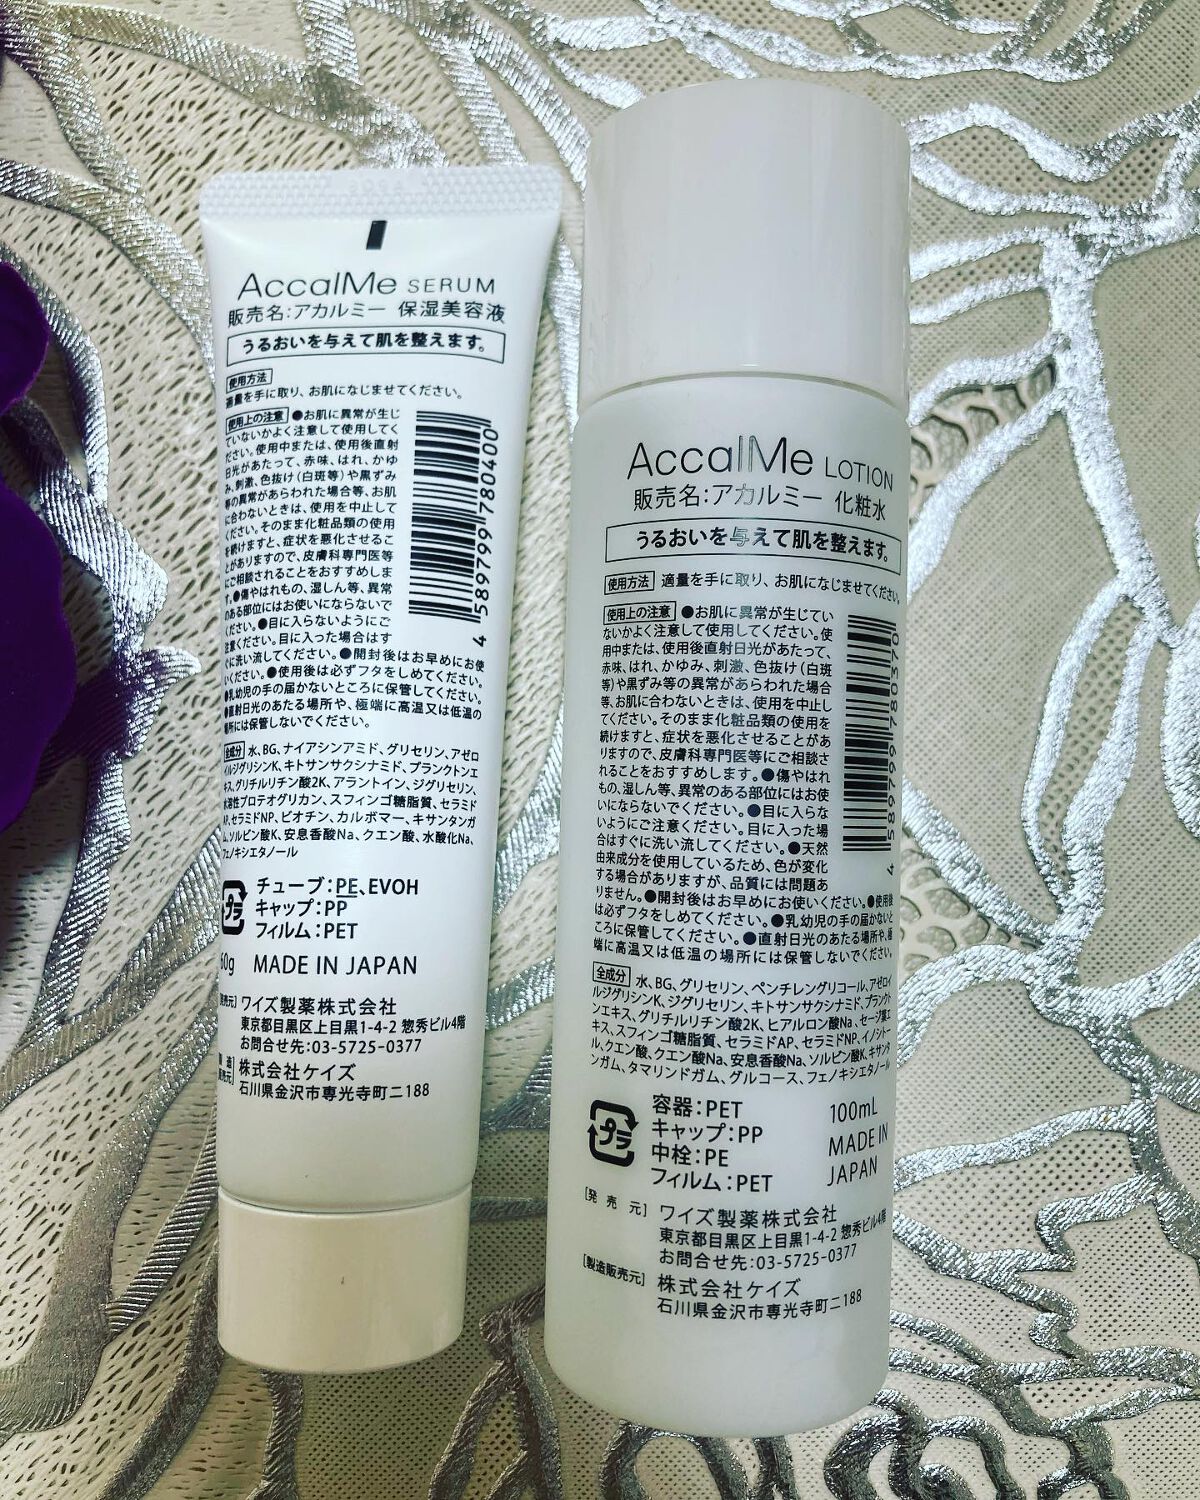 AccalMe SERUM
販売名:アカルミー 保湿美容液
うるおいを与えて肌を整えます。
使用方法
適量を手に取り、お肌になじませてください。
使用上の注意 ●お肌に異常が生じ
ていないかよく注意して使用してく
ださい。使用中または、使用後直射
日光があたって、赤味、はれ、かゆ
み、刺激、色抜け(白斑等)や黒ずみ
等の異常があらわれた場合等、お肌
に合わないときは、使用を中止して
ください。そのまま化粧品類の使用
を続けますと、症状を悪化させるこ
とがありますので、皮膚科専門医等
にご相談されることをおすすめしま
す。●傷やはれもの、湿しん等、異常
のある部位にはお使いにならないで
ください。●目に入らないようにご
注意ください。目に入った場合はす
ぐに洗い流してください。●開封後はお早めにお使
いください。●使用後は必ずフタをしめてください。
●乳幼児の手の届かないところに保管してください。
●直射日光のあたる場所や、極端に高温又は低温の
場所には保管しないでください。
4 589799 780400
全成分 水、BG、ナイアシンアミド、グリセリン、アゼロ
イルジグリシンK、キトサンサクシナミド、プランクトンエ
キス、グリチルリチン酸2K、アラントイン、ジグリセリン、
水溶性プロテオグリカン、スフィンゴ糖脂質、セラミド
AP、セラミドNP、ビオチン、カルボマー、キサンタンガ
ム、ソルビン酸K、安息香酸Na、クエン酸、水酸化Na、
フェノキシエタノール
プラ
チューブ:PE、EVOH
キャップ:PP
フィルム:PET
60g MADE IN JAPAN
[発売元] ワイズ製薬株式会社
東京都目黒区上目黒1-4-2 惣秀ビル4階
お問合せ先:03-5725-0377
株式会社ケイズ
石川県金沢市専光寺町ニ188
AccalMe LOTION
販売名:アカルミー 化粧水
うるおいを与えて肌を整えます。
使用方法 適量を手に取り、お肌になじませてください。
使用上の注意 ●お肌に異常が生じてい
ないかよく注意して使用してください。使
用中または、使用後直射日光があたって、
赤味、はれ、かゆみ、刺激、色抜け(白斑
等)や黒ずみ等の異常があらわれた場合
等、お肌に合わないときは、使用を中止し
てください。そのまま化粧品類の使用を
続けますと、症状を悪化させることがあ
りますので、皮膚科専門医等にご相談さ
れることをおすすめします。●傷やはれ
もの、湿しん等、異常のある部位にはお使
いにならないでください。●目に入らな
いようにご注意ください。目に入った場
合はすぐに洗い流してください。●天然
由来成分を使用しているため、色が変化
する場合がありますが、品質には問題あ
りません。●開封後はお早めにお使いください。●使用後
は必ずフタをしめてください。●乳幼児の手の届かないと
ころに保管してください。●直射日光のあたる場所や、極
端に高温又は低温の場所には保管しないでください。
4 589799 780370
全成分 水、BG、グリセリン、ペンチレングリコール、アゼロイ
ルジグリシンK、ジグリセリン、キトサンサクシナミド、プランクト
ンエキス、グリチルリチン酸2K、ヒアルロン酸Na、セージ葉エ
キス、スフィンゴ糖脂質、セラミドAP、セラミドNP、イノシトー
ル、クエン酸、クエン酸Na、安息香酸Na、ソルビン酸K、キサン
タンガム、タマリンドガム、グルコース、フェノキシエタノール
プラ
容器:PET
キャップ:PP
中栓:PE
フィルム:PET
100mL
MADE IN
JAPAN
[発売元] ワイズ製薬株式会社
東京都目黒区上目黒1-4-2 惣秀ビル4階
お問合せ先:03-5725-0377
[製造販売元] 株式会社ケイズ
石川県金沢市専光寺町ニ188